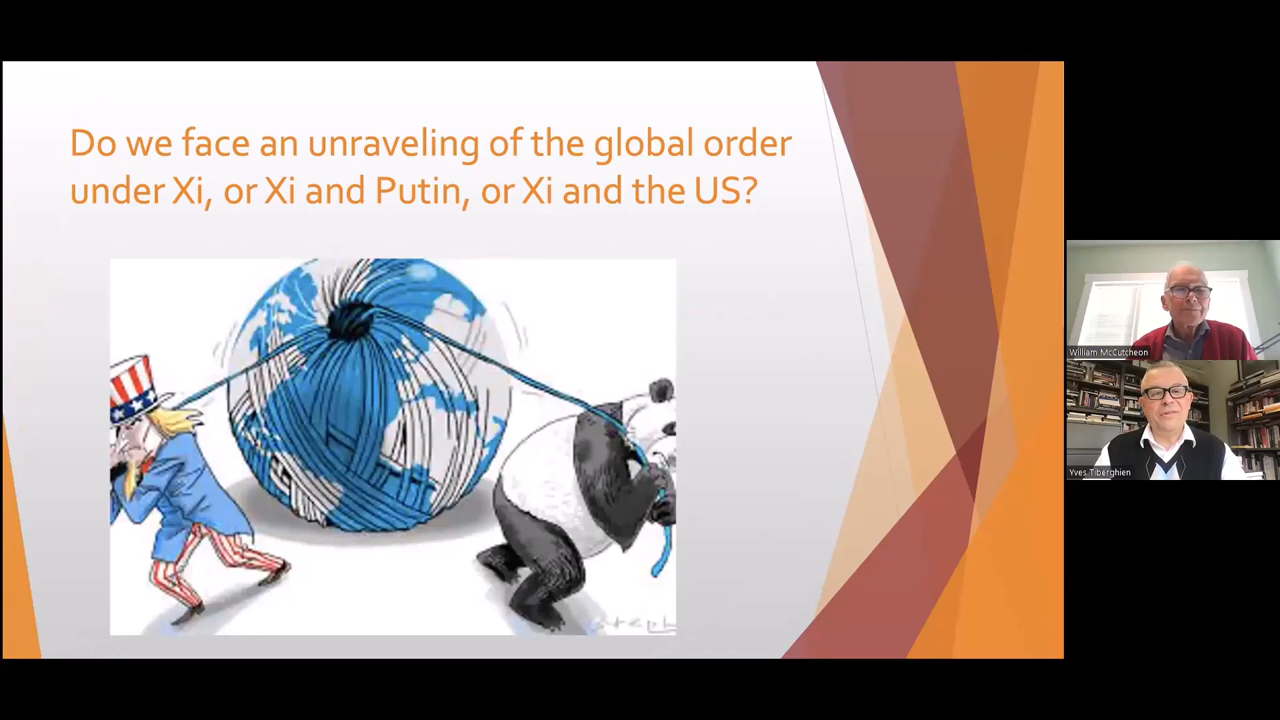 Do we face an unraveling of the global order
under Xi, or Xi and Putin, or Xi and the US?
William McCutcheon
Yves Tiberghien